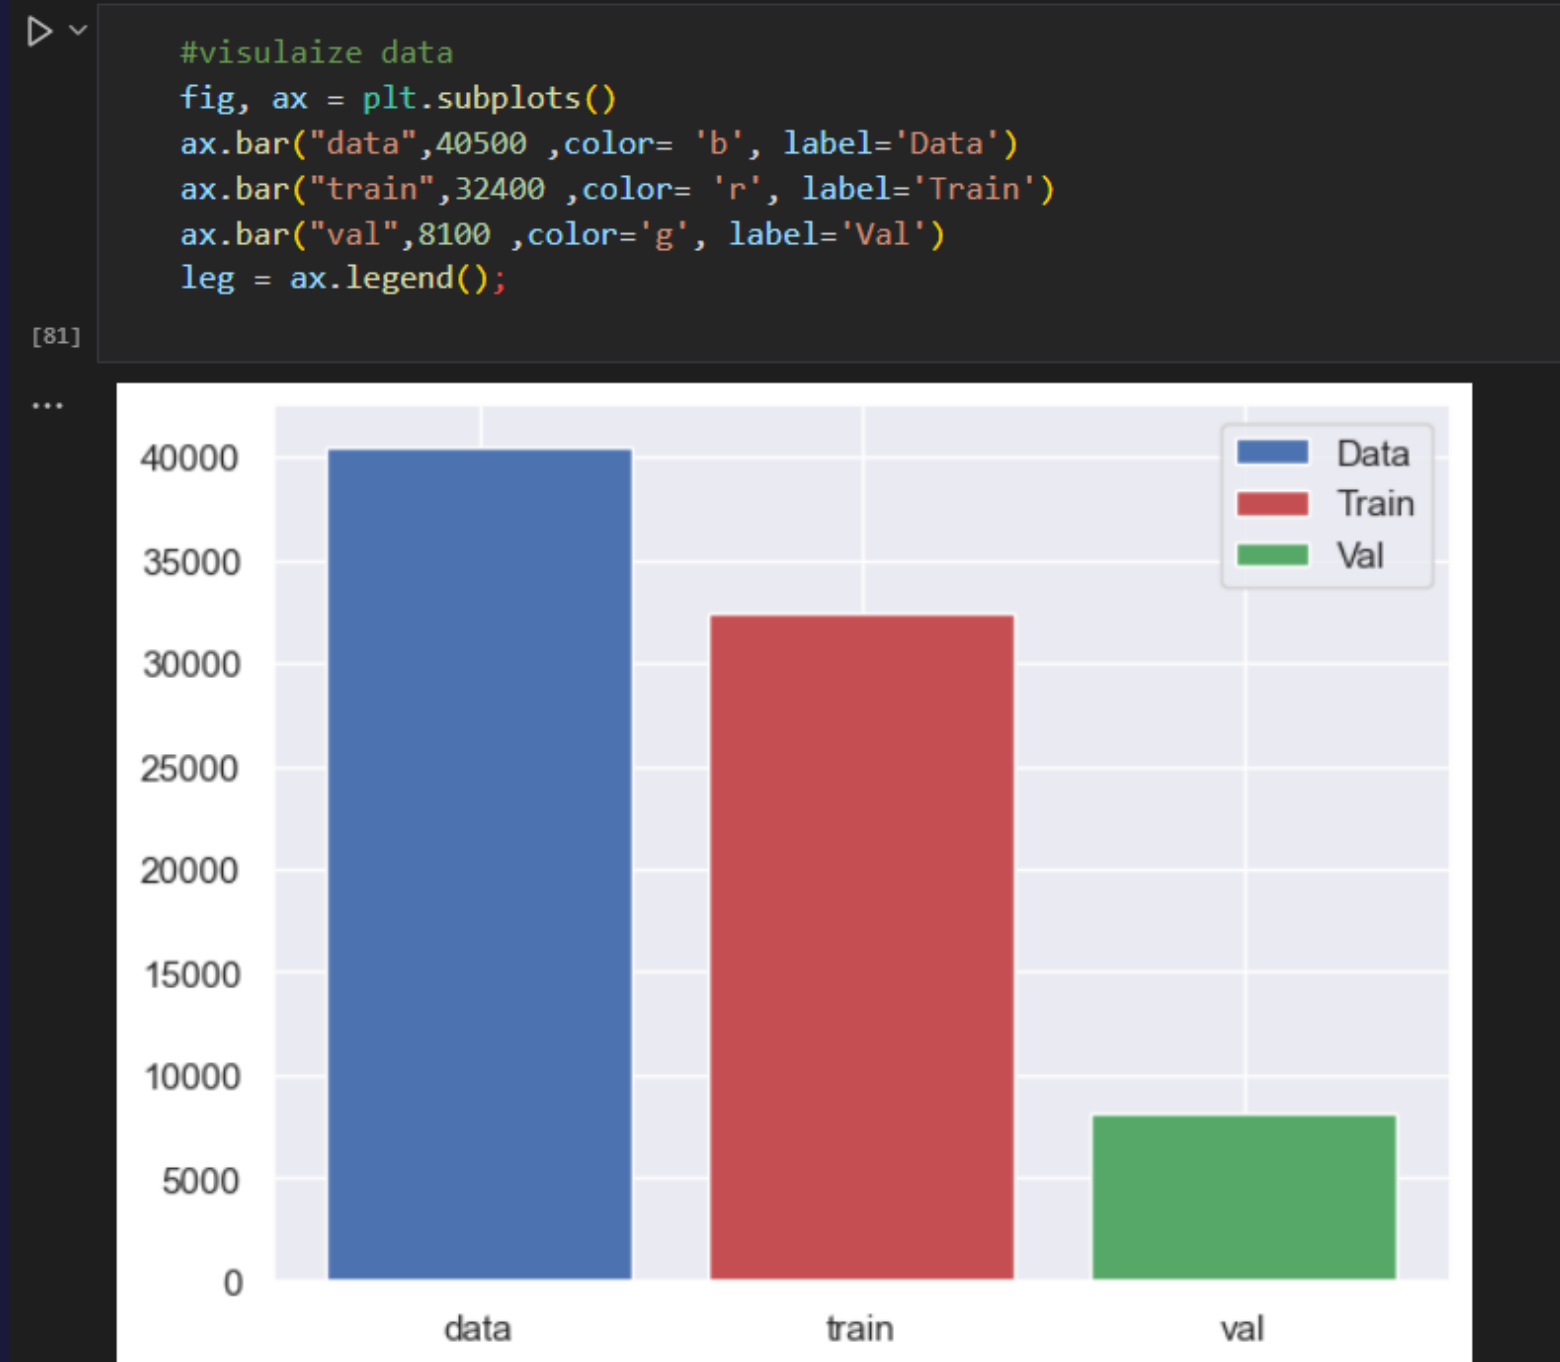 #visulaize data
fig, ax = plt.subplots()
ax.bar("data",40500 ,color= 'b', label='Data')
ax.bar("train",32400 ,color= 'r', label='Train')
ax.bar("val",8100 ,color='g', label='Val')
leg = ax.legend();
[81]
...
40000
35000
30000
25000
20000
15000
10000
5000
0
Data
Train
Val
data train val